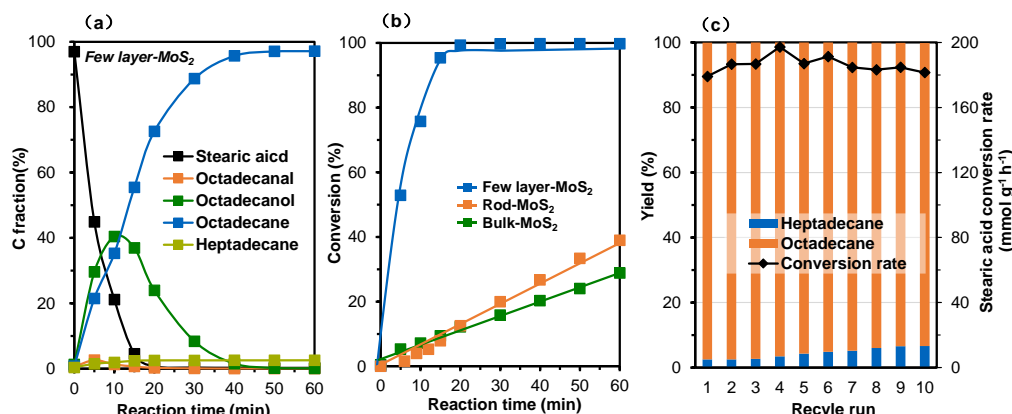 (a)
100
80
60
40
20
0
C fraction(%)
Few layer-MoS2
Stearic aicd
Octadecanal
Octadecanol
Octadecane
Heptadecane
0 10 20 30 40 50 60
Reaction time (min)
(b)
100
80
60
40
20
0
Conversion (%)
Few layer-MoS2
Rod-MoS2
Bulk-MoS2
0 10 20 30 40 50 60
Reaction time (min)
(c)
100
80
60
40
20
0
Yield (%)
Heptadecane
Octadecane
Conversion rate
200
160
120
80
40
0
Stearic acid conversion rate
(mmol g-1 h-1)
1 2 3 4 5 6 7 8 9 10
Recyle run